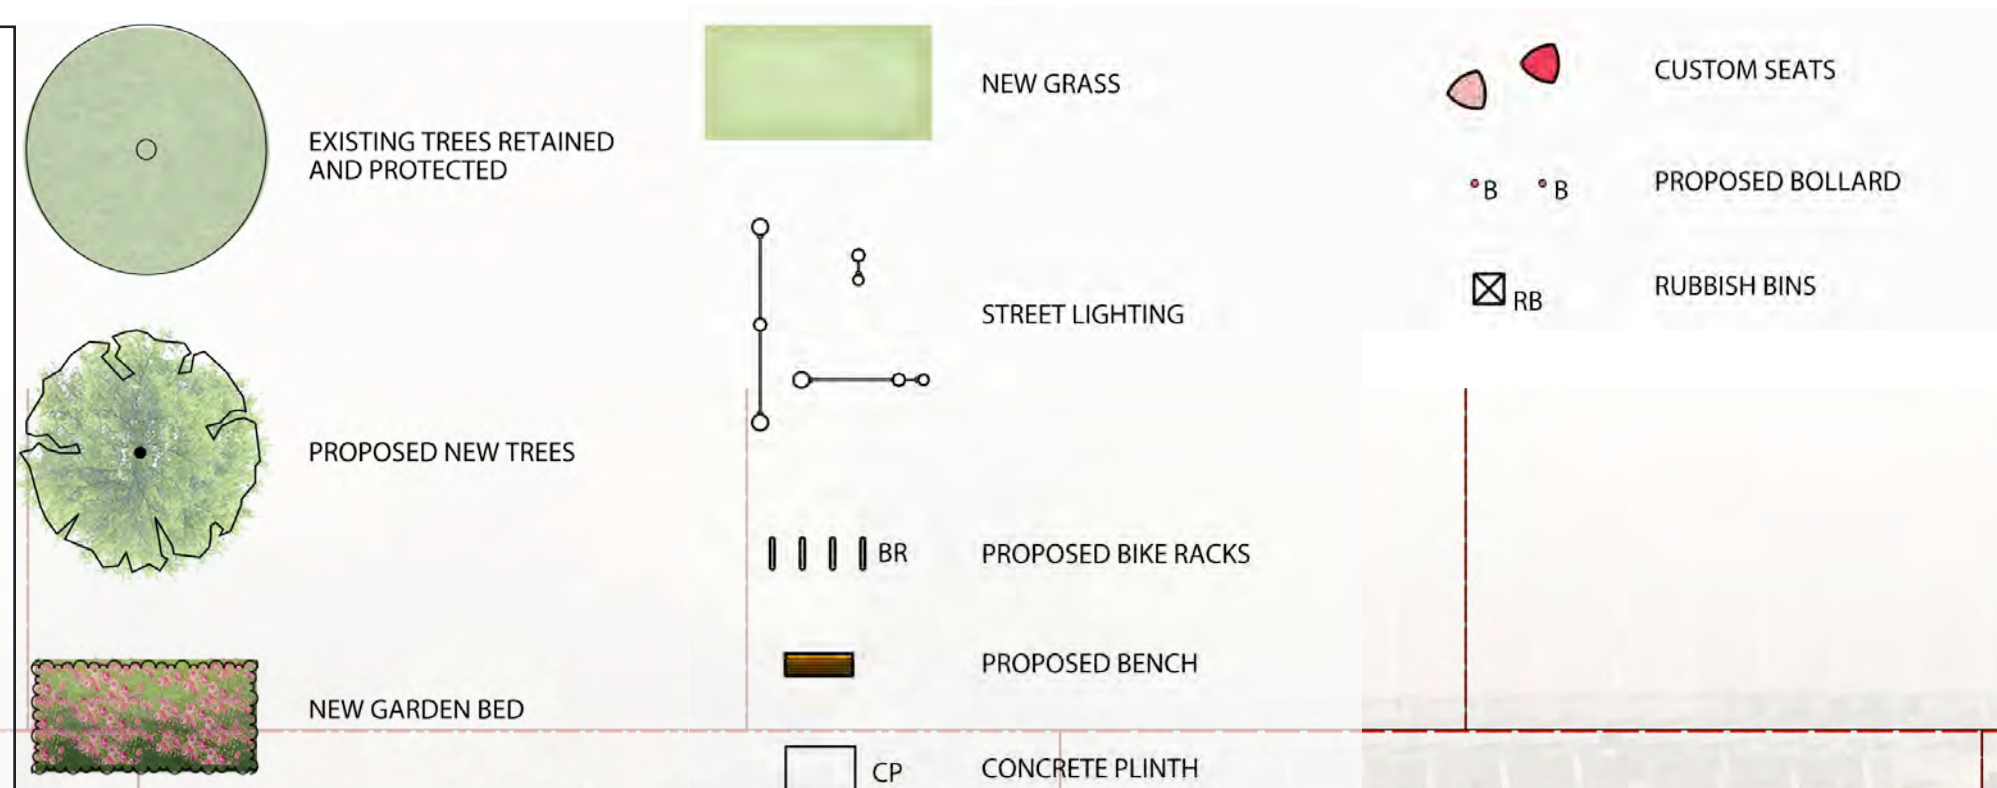 EXISTING TREES RETAINED
AND PROTECTED
PROPOSED NEW TREES
NEW GARDEN BED
NEW GRASS
STREET LIGHTING
BR PROPOSED BIKE RACKS
PROPOSED BENCH
CP CONCRETE PLINTH
CUSTOM SEATS
B B PROPOSED BOLLARD
RB RUBBISH BINS